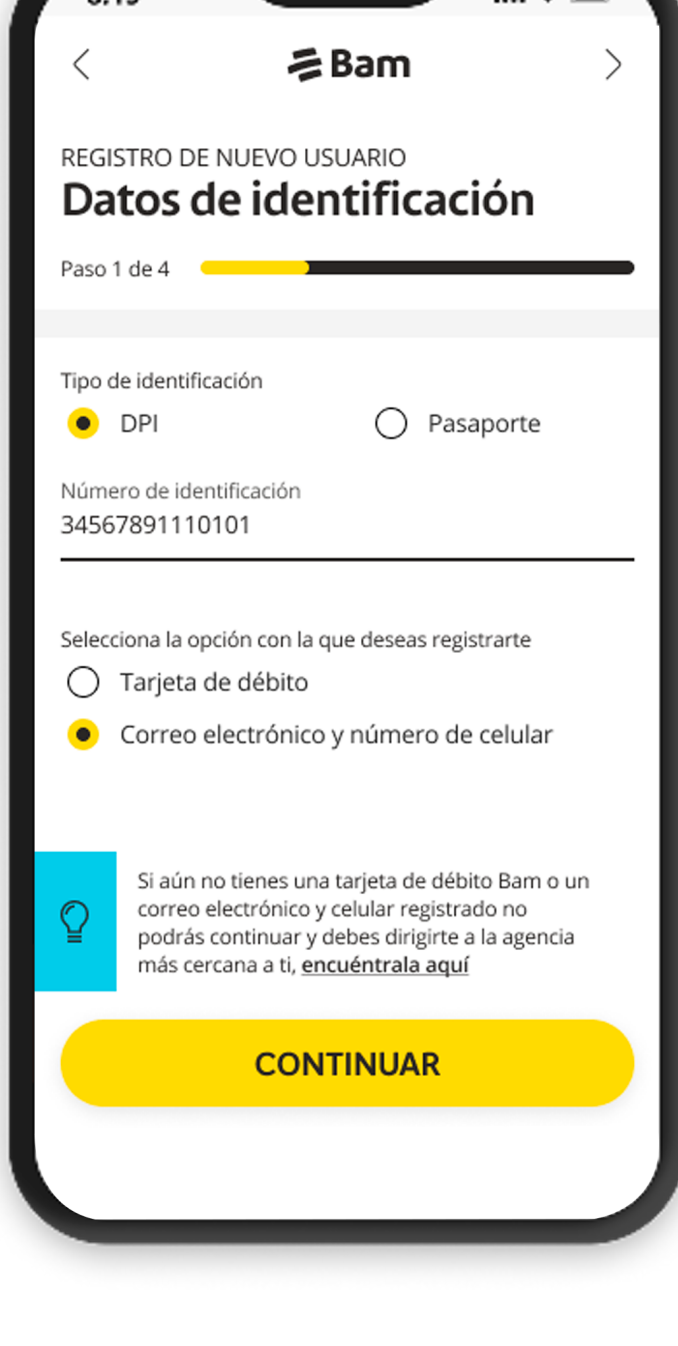 Bam
REGISTRO DE NUEVO USUARIO
Datos de identificación
Paso 1 de 4
Tipo de identificación
DPI
Pasaporte
Número de identificación
34567891110101
Selecciona la opción con la que deseas registrarte
Tarjeta de débito
Correo electrónico y número de celular
Si aún no tienes una tarjeta de débito Bam o un
correo electrónico y celular registrado no
podrás continuar y debes dirigirte a la agencia
más cercana a ti, encuéntrala aquí
CONTINUAR